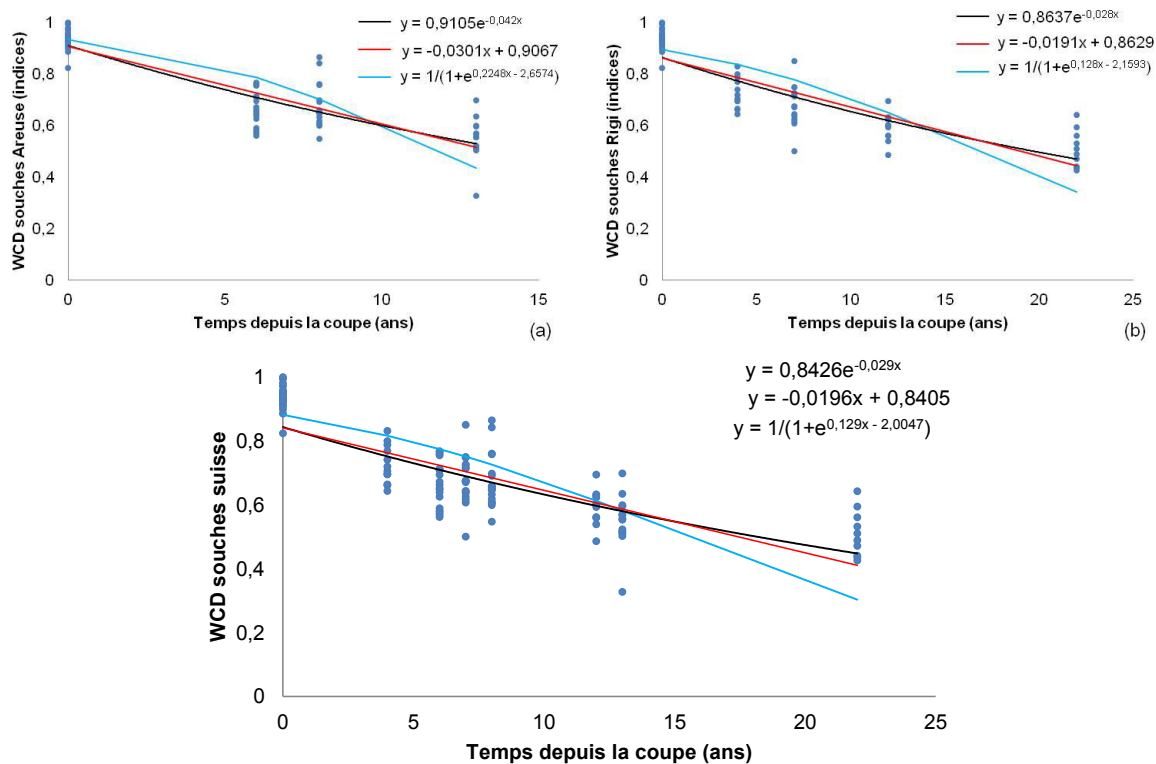 WCD souches Areuse (indices)
1
0,8
0,6
0,4
0,2
0
0
5
10
15
Temps depuis la coupe (ans)
(a)
y = 0,9105e^-0,042x
y = -0,0301x + 0,9067
y = 1/(1+e^0,2248x - 2,6574)
WCD souches Rigi (indices)
1
0,8
0,6
0,4
0,2
0
0
5
10
15
20
25
Temps depuis la coupe (ans)
(b)
y = 0,8637e^-0,028x
y = -0,0191x + 0,8629
y = 1/(1+e^0,128x - 2,1593)
WCD souches suisse
1
0,8
0,6
0,4
0,2
0
0
5
10
15
20
25
Temps depuis la coupe (ans)
y = 0,8426e^-0,029x
y = -0,0196x + 0,8405
y = 1/(1+e^0,129x - 2,0047)